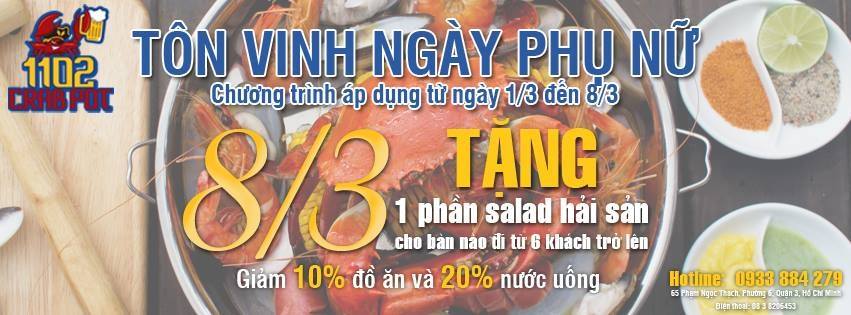 1102
CRAB POT
TÔN VINH NGÀY PHỤ NỮ
Chương trình áp dụng từ ngày 1/3 đến 8/3
8/3
TẶNG
1 phần salad hải sản
cho bàn nào đi từ 6 khách trở lên
Giảm 10% đồ ăn và 20% nước uống
Hotline: 0933 884 279
65 Phạm Ngọc Thạch, Phường 6, Quận 3, Hồ Chí Minh
Điện thoại: 08 3 8206453